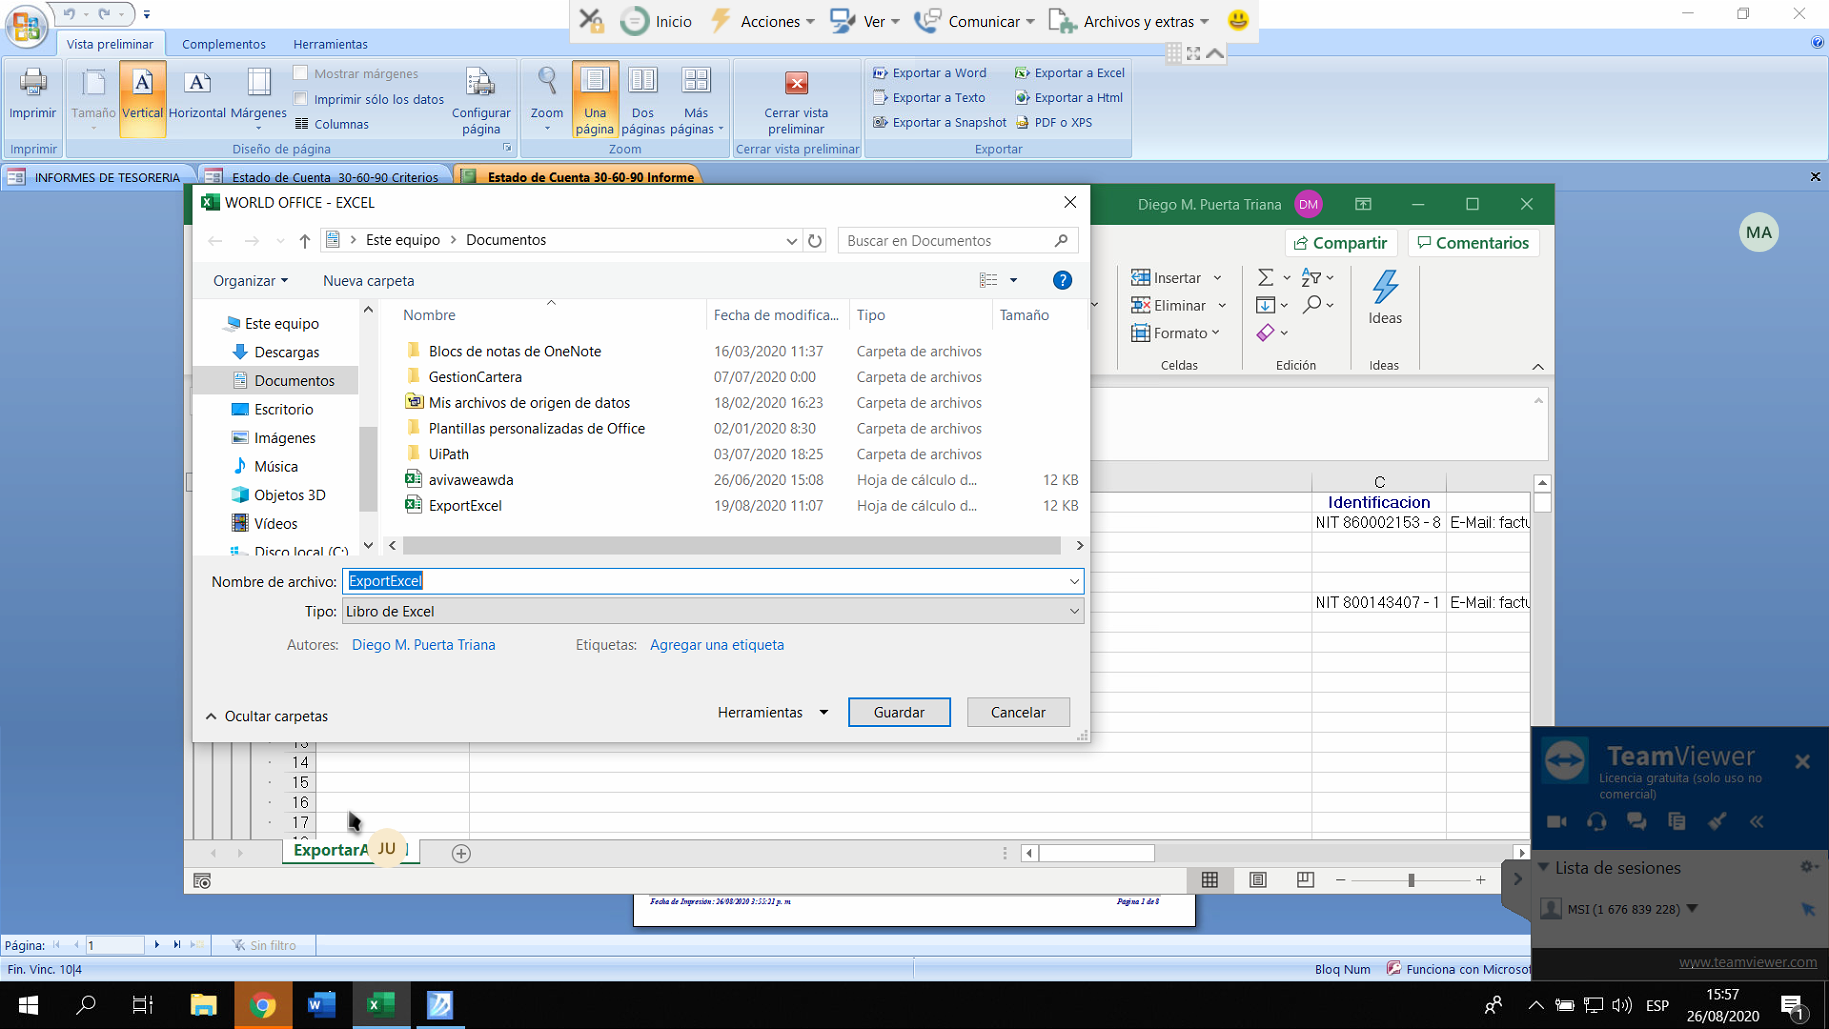 Inicio
Acciones
Ver
Comunicar
Archivos y extras
Vista preliminar
Complementos
Herramientas
Imprimir
Tamaño
Vertical
Horizontal
Márgenes
Mostrar márgenes
Imprimir sólo los datos
Columnas
Configurar
página
Zoom
Una
página
Dos
páginas
Más
páginas
Cerrar vista
preliminar
Exportar a Word
Exportar a Texto
Exportar a Snapshot
Exportar a Excel
Exportar a Html
PDF o XPS
Imprimir
Diseño de página
Zoom
Cerrar vista preliminar
Exportar
INFORMES DE TESORERIA
Estado de Cuenta 30-60-90 Criterios
Estado de Cuenta 30-60-90 Informe
WORLD OFFICE - EXCEL
Diego M. Puerta Triana
DM
MA
Este equipo
Documentos
Buscar en Documentos
Compartir
Comentarios
Organizar
Nueva carpeta
Insertar
Eliminar
Formato
Celdas
Edición
Ideas
Ideas
Nombre
Fecha de modifica...
Tipo
Tamaño
Este equipo
Descargas
Documentos
Escritorio
Imágenes
Música
Objetos 3D
Vídeos
Disco local (C:)
Blocs de notas de OneNote 16/03/2020 11:37 Carpeta de archivos
GestionCartera 07/07/2020 0:00 Carpeta de archivos
Mis archivos de origen de datos 18/02/2020 16:23 Carpeta de archivos
Plantillas personalizadas de Office 02/01/2020 8:30 Carpeta de archivos
UiPath 03/07/2020 18:25 Carpeta de archivos
avivaweawda 26/06/2020 15:08 Hoja de cálculo d... 12 KB
ExportExcel 19/08/2020 11:07 Hoja de cálculo d... 12 KB
C
Identificacion
NIT 860002153 - 8 E-Mail: factu
NIT 800143407 - 1 E-Mail: factu
Nombre de archivo: ExportExcel
Tipo: Libro de Excel
Autores: Diego M. Puerta Triana
Etiquetas: Agregar una etiqueta
Ocultar carpetas
Herramientas
Guardar
Cancelar
13
14
15
16
17
JU
TeamViewer
Licencia gratuita (solo uso no
comercial)
Lista de sesiones
MSI (1 676 839 228)
www.teamviewer.com
Fecha de Impresión : 26/08/2020 3:55:21 p. m
Pagina 1 de 8
Página: 1
Sin filtro
Fin. Vinc. 10|4
Bloq Num
Funciona con Microsof
ESP
15:57
26/08/2020
1